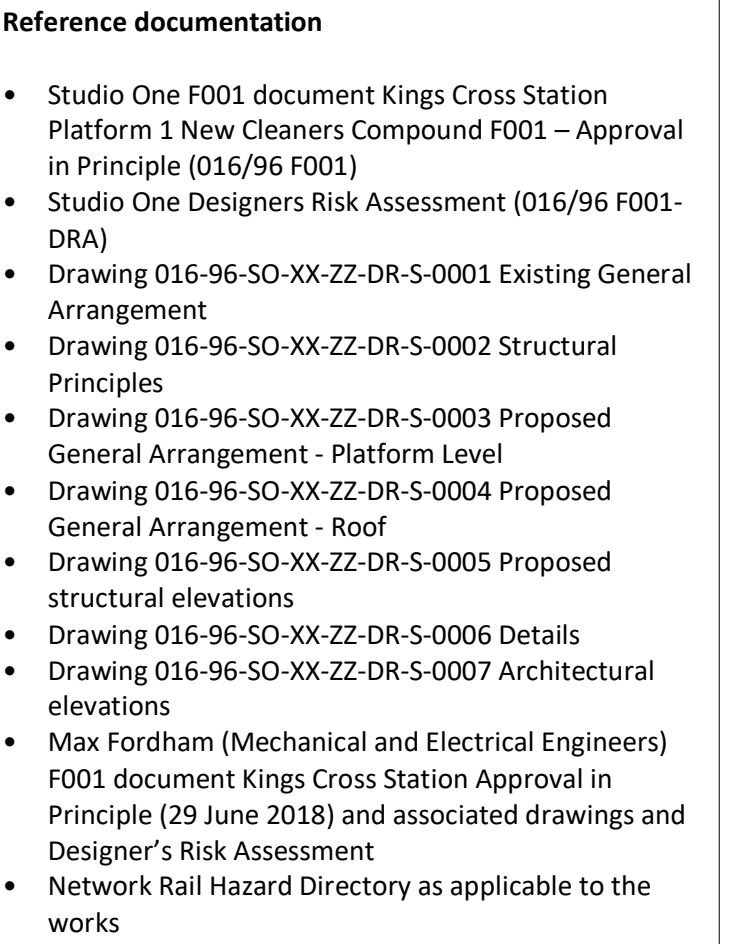 Reference documentation
• Studio One F001 document Kings Cross Station
Platform 1 New Cleaners Compound F001 – Approval
in Principle (016/96 F001)
• Studio One Designers Risk Assessment (016/96 F001-
DRA)
• Drawing 016-96-SO-XX-ZZ-DR-S-0001 Existing General
Arrangement
• Drawing 016-96-SO-XX-ZZ-DR-S-0002 Structural
Principles
• Drawing 016-96-SO-XX-ZZ-DR-S-0003 Proposed
General Arrangement - Platform Level
• Drawing 016-96-SO-XX-ZZ-DR-S-0004 Proposed
General Arrangement - Roof
• Drawing 016-96-SO-XX-ZZ-DR-S-0005 Proposed
structural elevations
• Drawing 016-96-SO-XX-ZZ-DR-S-0006 Details
• Drawing 016-96-SO-XX-ZZ-DR-S-0007 Architectural
elevations
• Max Fordham (Mechanical and Electrical Engineers)
F001 document Kings Cross Station Approval in
Principle (29 June 2018) and associated drawings and
Designer’s Risk Assessment
• Network Rail Hazard Directory as applicable to the
works